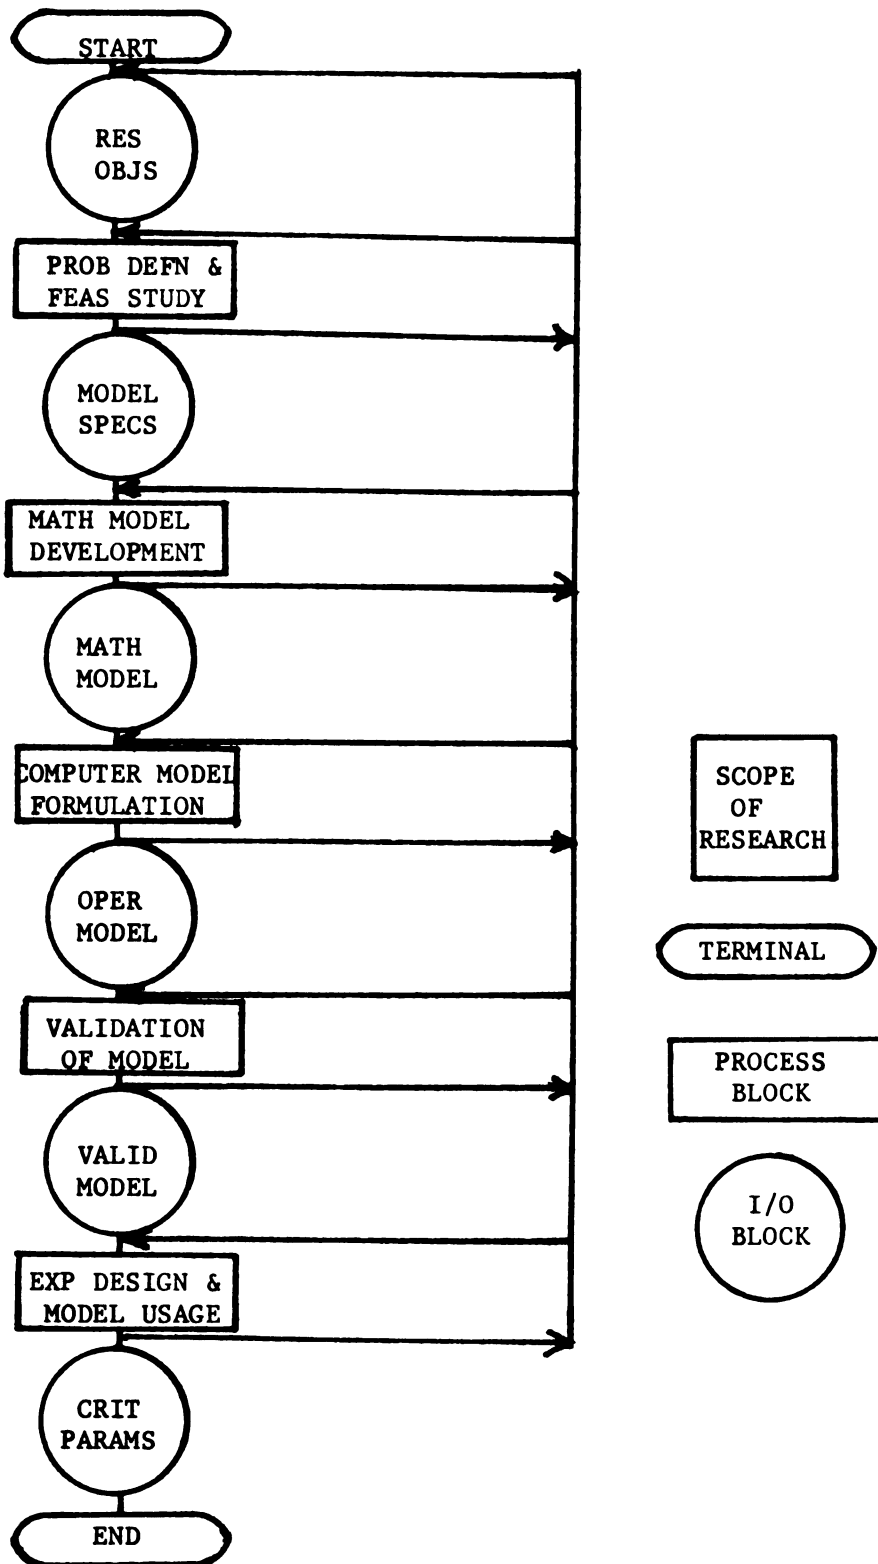 START
RES
OBJS
PROB DEFN &
FEAS STUDY
MODEL
SPECS
MATH MODEL
DEVELOPMENT
MATH
MODEL
COMPUTER MODEL
FORMULATION
OPER
MODEL
VALIDATION
OF MODEL
VALID
MODEL
EXP DESIGN &
MODEL USAGE
CRIT
PARAMS
END
SCOPE
OF
RESEARCH
TERMINAL
PROCESS
BLOCK
I/O
BLOCK